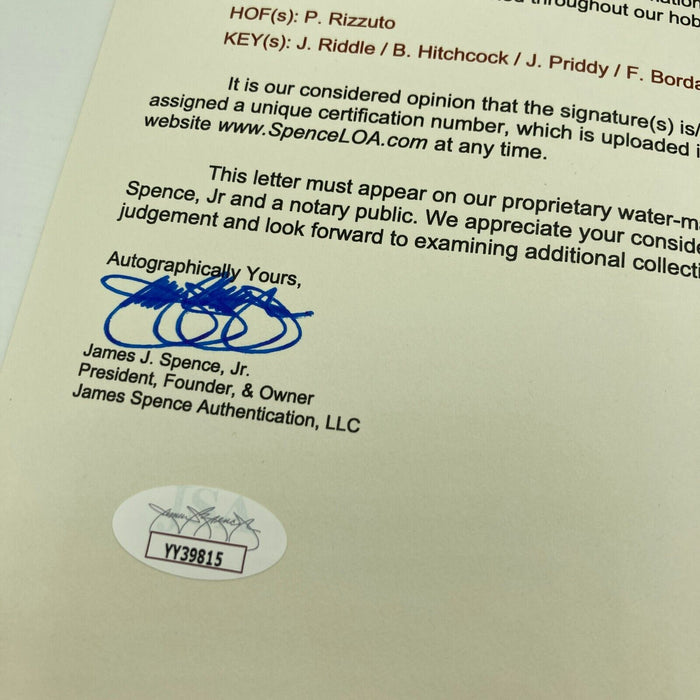 throughout our hob
HOF(s): P. Rizzuto
KEY(s): J. Riddle / B. Hitchcock / J. Priddy / F. Borda
It is our considered opinion that the signature(s) is/
assigned a unique certification number, which is uploaded i
website www.SpenceLOA.com at any time.
This letter must appear on our proprietary water-m
Spence, Jr and a notary public. We appreciate your conside
judgement and look forward to examining additional collecti
Autographically Yours,
James J. Spence, Jr.
President, Founder, & Owner
James Spence Authentication, LLC
JSA
YY39815